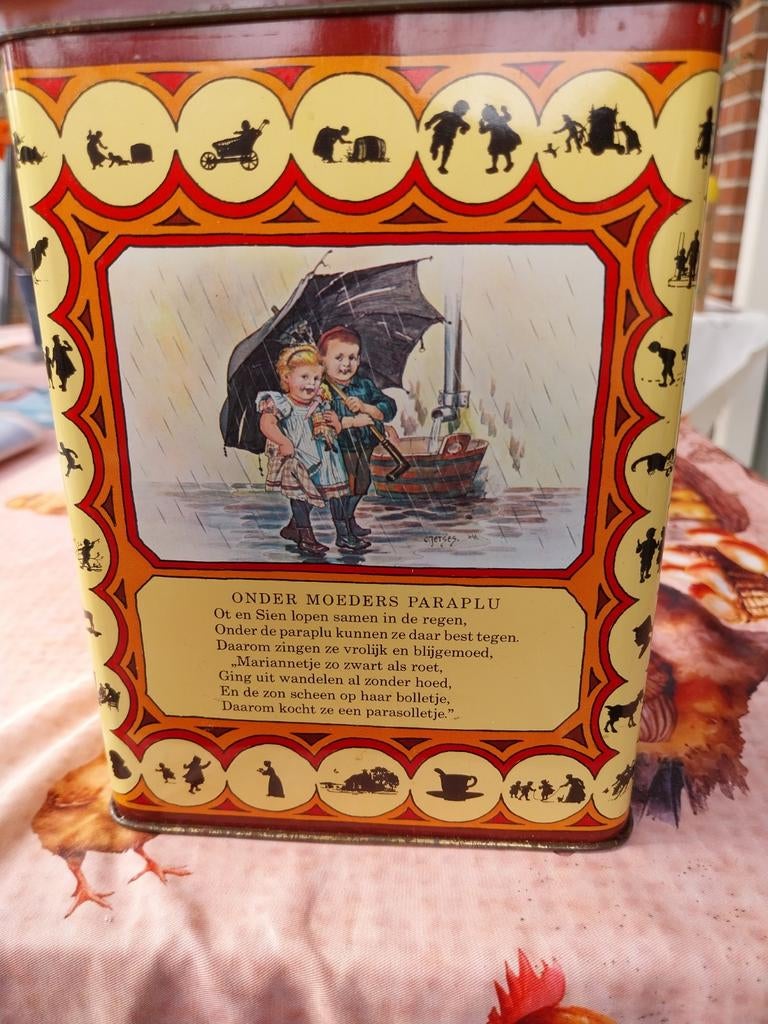 C. Jetses.
ONDER MOEDERS PARAPLU
Ot en Sien lopen samen in de regen,
Onder de paraplu kunnen ze daar best tegen.
Daarom zingen ze vrolijk en blijgemoed,
„Mariannetje zo zwart als roet,
Ging uit wandelen al zonder hoed,
En de zon scheen op haar bolletje,
Daarom kocht ze een parasolletje.”